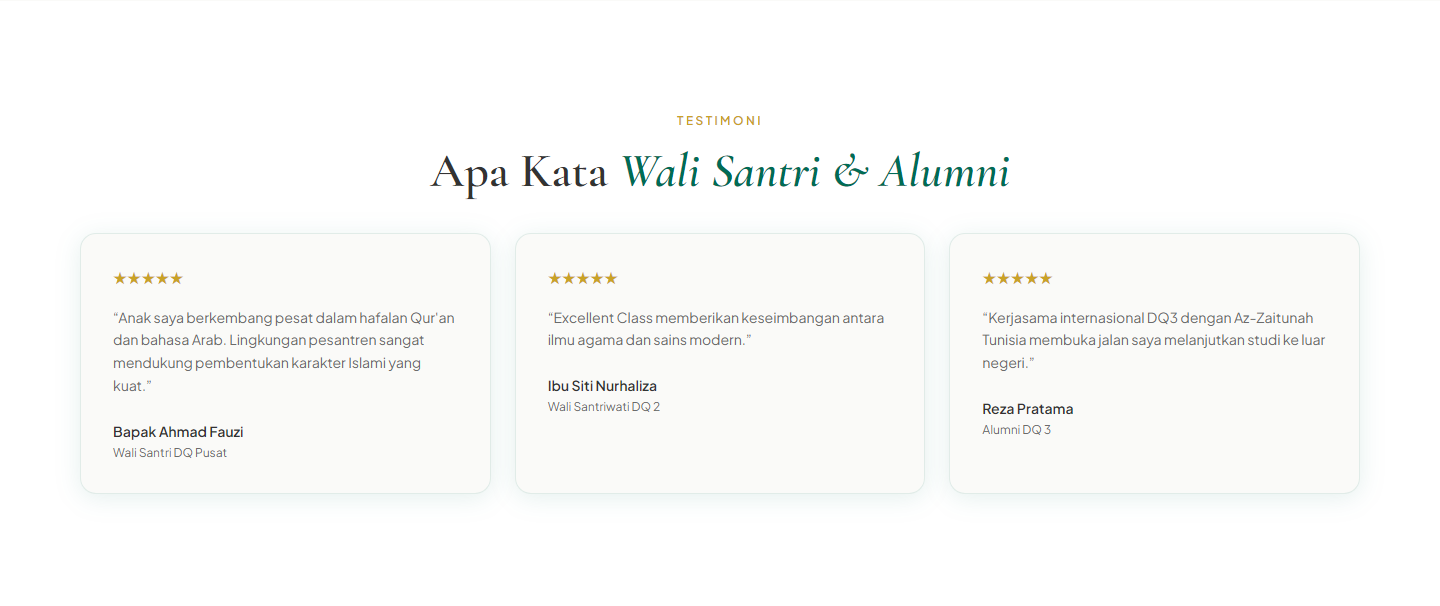 TESTIMONI
Apa Kata Wali Santri & Alumni
★★★★★
“Anak saya berkembang pesat dalam hafalan Qur'an
dan bahasa Arab. Lingkungan pesantren sangat
mendukung pembentukan karakter Islami yang
kuat.”
Bapak Ahmad Fauzi
Wali Santri DQ Pusat
★★★★★
“Excellent Class memberikan keseimbangan antara
ilmu agama dan sains modern.”
Ibu Siti Nurhaliza
Wali Santriwati DQ 2
★★★★★
“Kerjasama internasional DQ3 dengan Az-Zaitunah
Tunisia membuka jalan saya melanjutkan studi ke luar
negeri.”
Reza Pratama
Alumni DQ 3